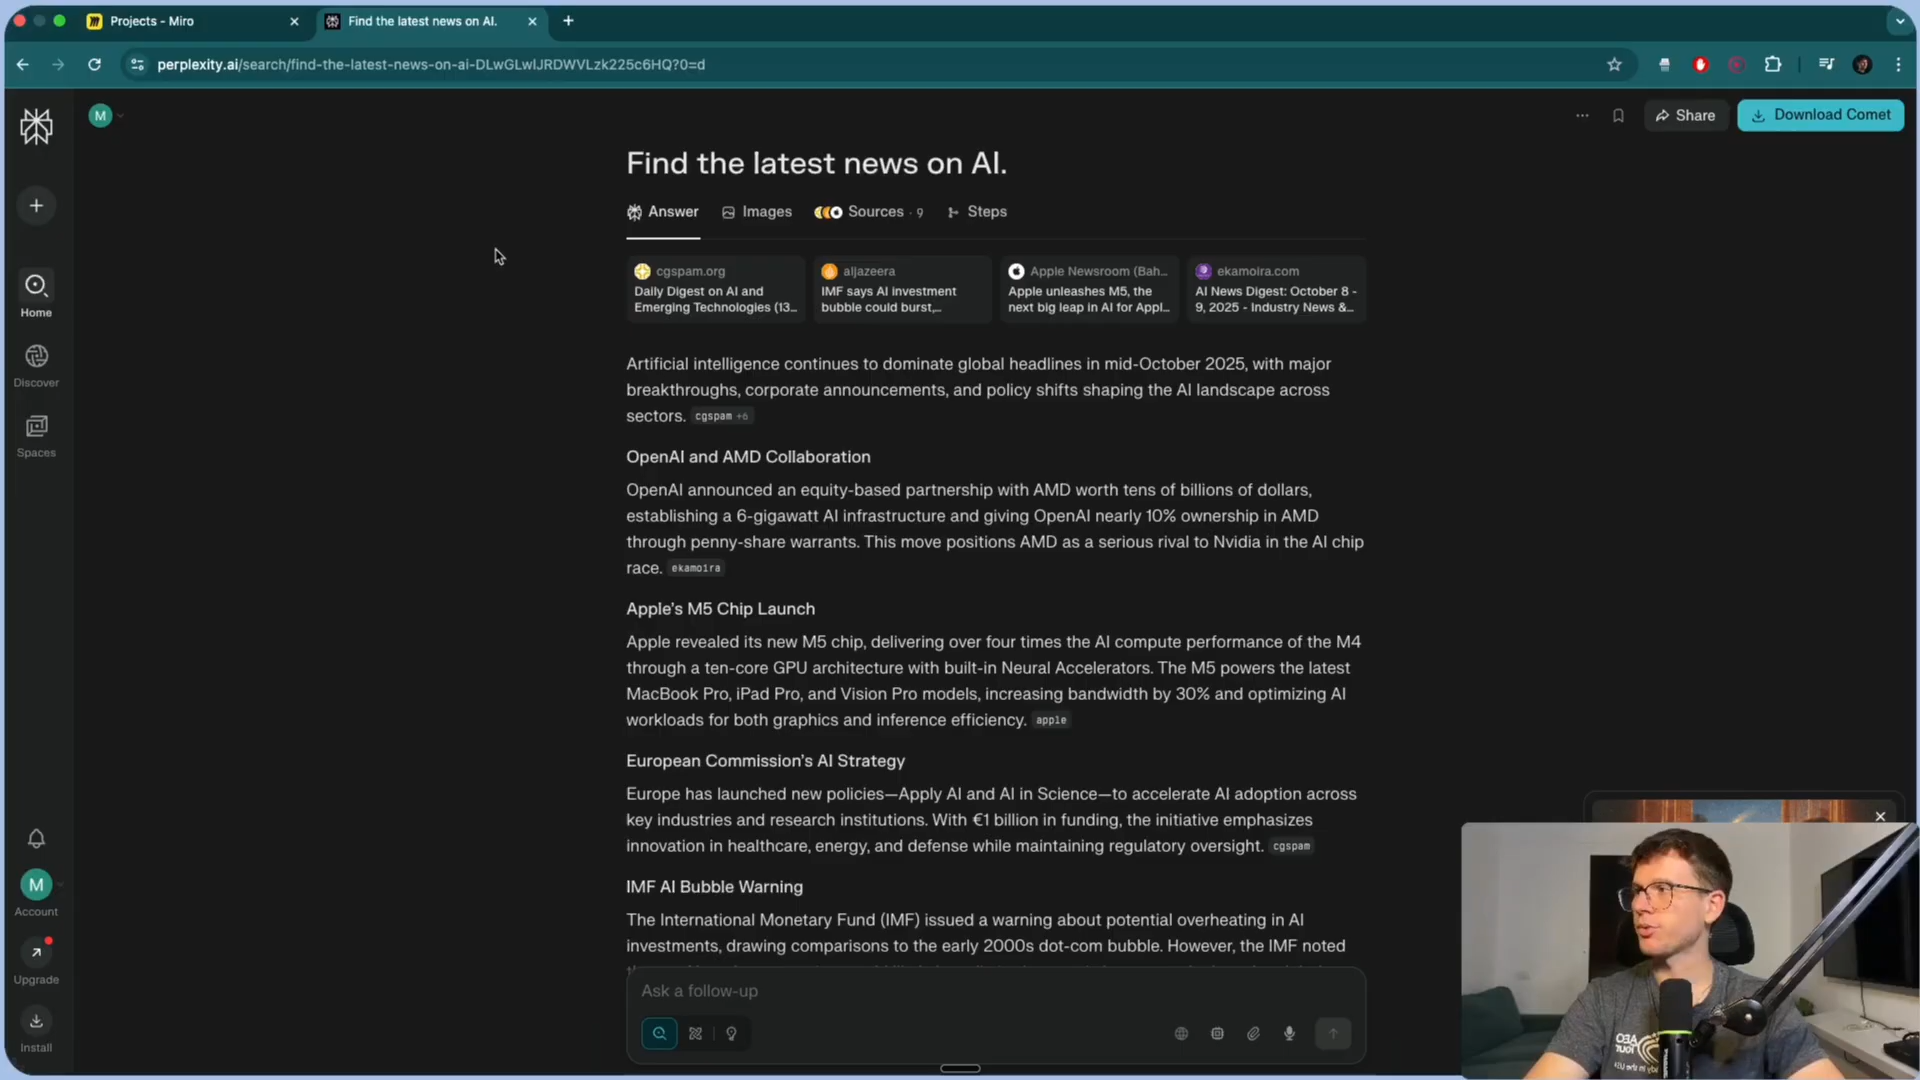 Projects - Miro
Find the latest news on AI.
perplexity.ai/search/find-the-latest-news-on-ai-DLwGLwlJRDWVLzk225c6HQ?0=d
M
Share
Download Comet
Find the latest news on AI.
Answer
Images
Sources · 9
Steps
cgspam.org
Daily Digest on AI and
Emerging Technologies (13...
aljazeera
IMF says AI investment
bubble could burst,...
Apple Newsroom (Bah...
Apple unleashes M5, the
next big leap in AI for Appl...
ekamoira.com
AI News Digest: October 8 -
9, 2025 - Industry News &...
Home
Discover
Spaces
Artificial intelligence continues to dominate global headlines in mid-October 2025, with major
breakthroughs, corporate announcements, and policy shifts shaping the AI landscape across
sectors. cgspam +6
OpenAI and AMD Collaboration
OpenAI announced an equity-based partnership with AMD worth tens of billions of dollars,
establishing a 6-gigawatt AI infrastructure and giving OpenAI nearly 10% ownership in AMD
through penny-share warrants. This move positions AMD as a serious rival to Nvidia in the AI chip
race. ekamoira
Apple's M5 Chip Launch
Apple revealed its new M5 chip, delivering over four times the AI compute performance of the M4
through a ten-core GPU architecture with built-in Neural Accelerators. The M5 powers the latest
MacBook Pro, iPad Pro, and Vision Pro models, increasing bandwidth by 30% and optimizing AI
workloads for both graphics and inference efficiency. apple
European Commission's AI Strategy
Europe has launched new policies—Apply AI and AI in Science—to accelerate AI adoption across
key industries and research institutions. With €1 billion in funding, the initiative emphasizes
innovation in healthcare, energy, and defense while maintaining regulatory oversight. cgspam
IMF AI Bubble Warning
The International Monetary Fund (IMF) issued a warning about potential overheating in AI
investments, drawing comparisons to the early 2000s dot-com bubble. However, the IMF noted
Ask a follow-up
M
Account
Upgrade
Install